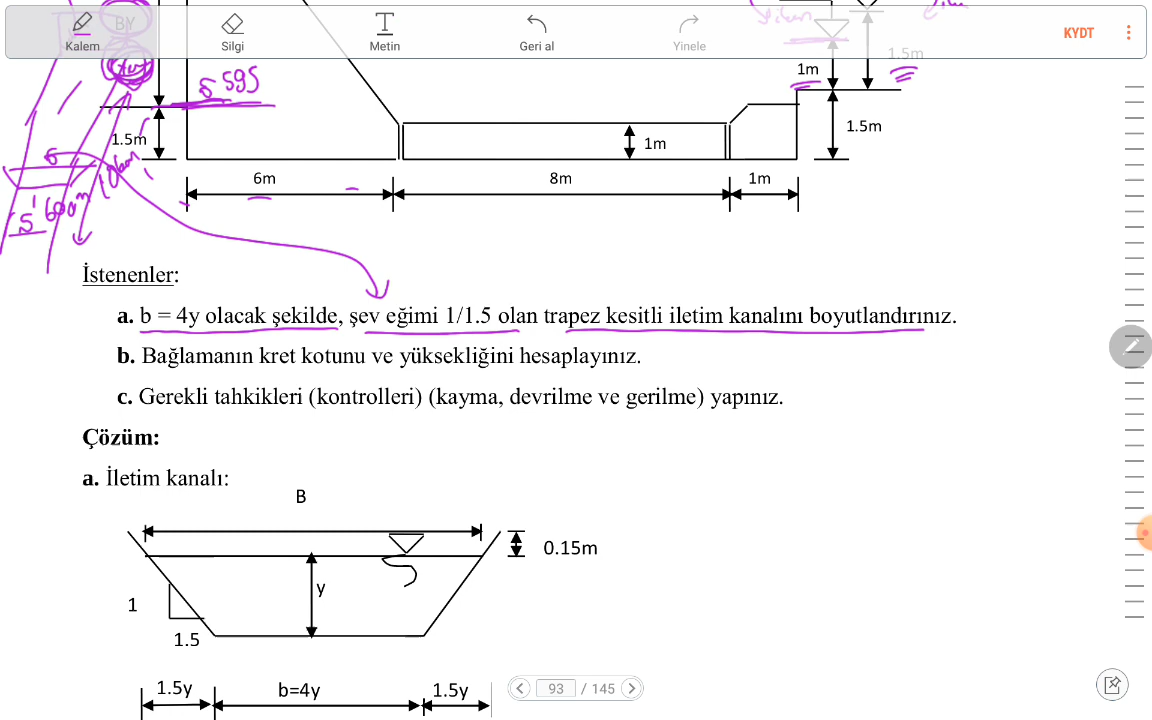 Kalem
Silgi
Metin
Geri al
Yinele
KYDT
1.5m
1m
595
1.5m
1m
1.5m
6m
8m
1m
İstenenler:
a. b = 4y olacak şekilde, şev eğimi 1/1.5 olan trapez kesitli iletim kanalını boyutlandırınız.
b. Bağlamanın kret kotunu ve yüksekliğini hesaplayınız.
c. Gerekli tahkikleri (kontrolleri) (kayma, devrilme ve gerilme) yapınız.
Çözüm:
a. İletim kanalı:
B
0.15m
y
1
1.5
1.5y
b=4y
1.5y
93 / 145